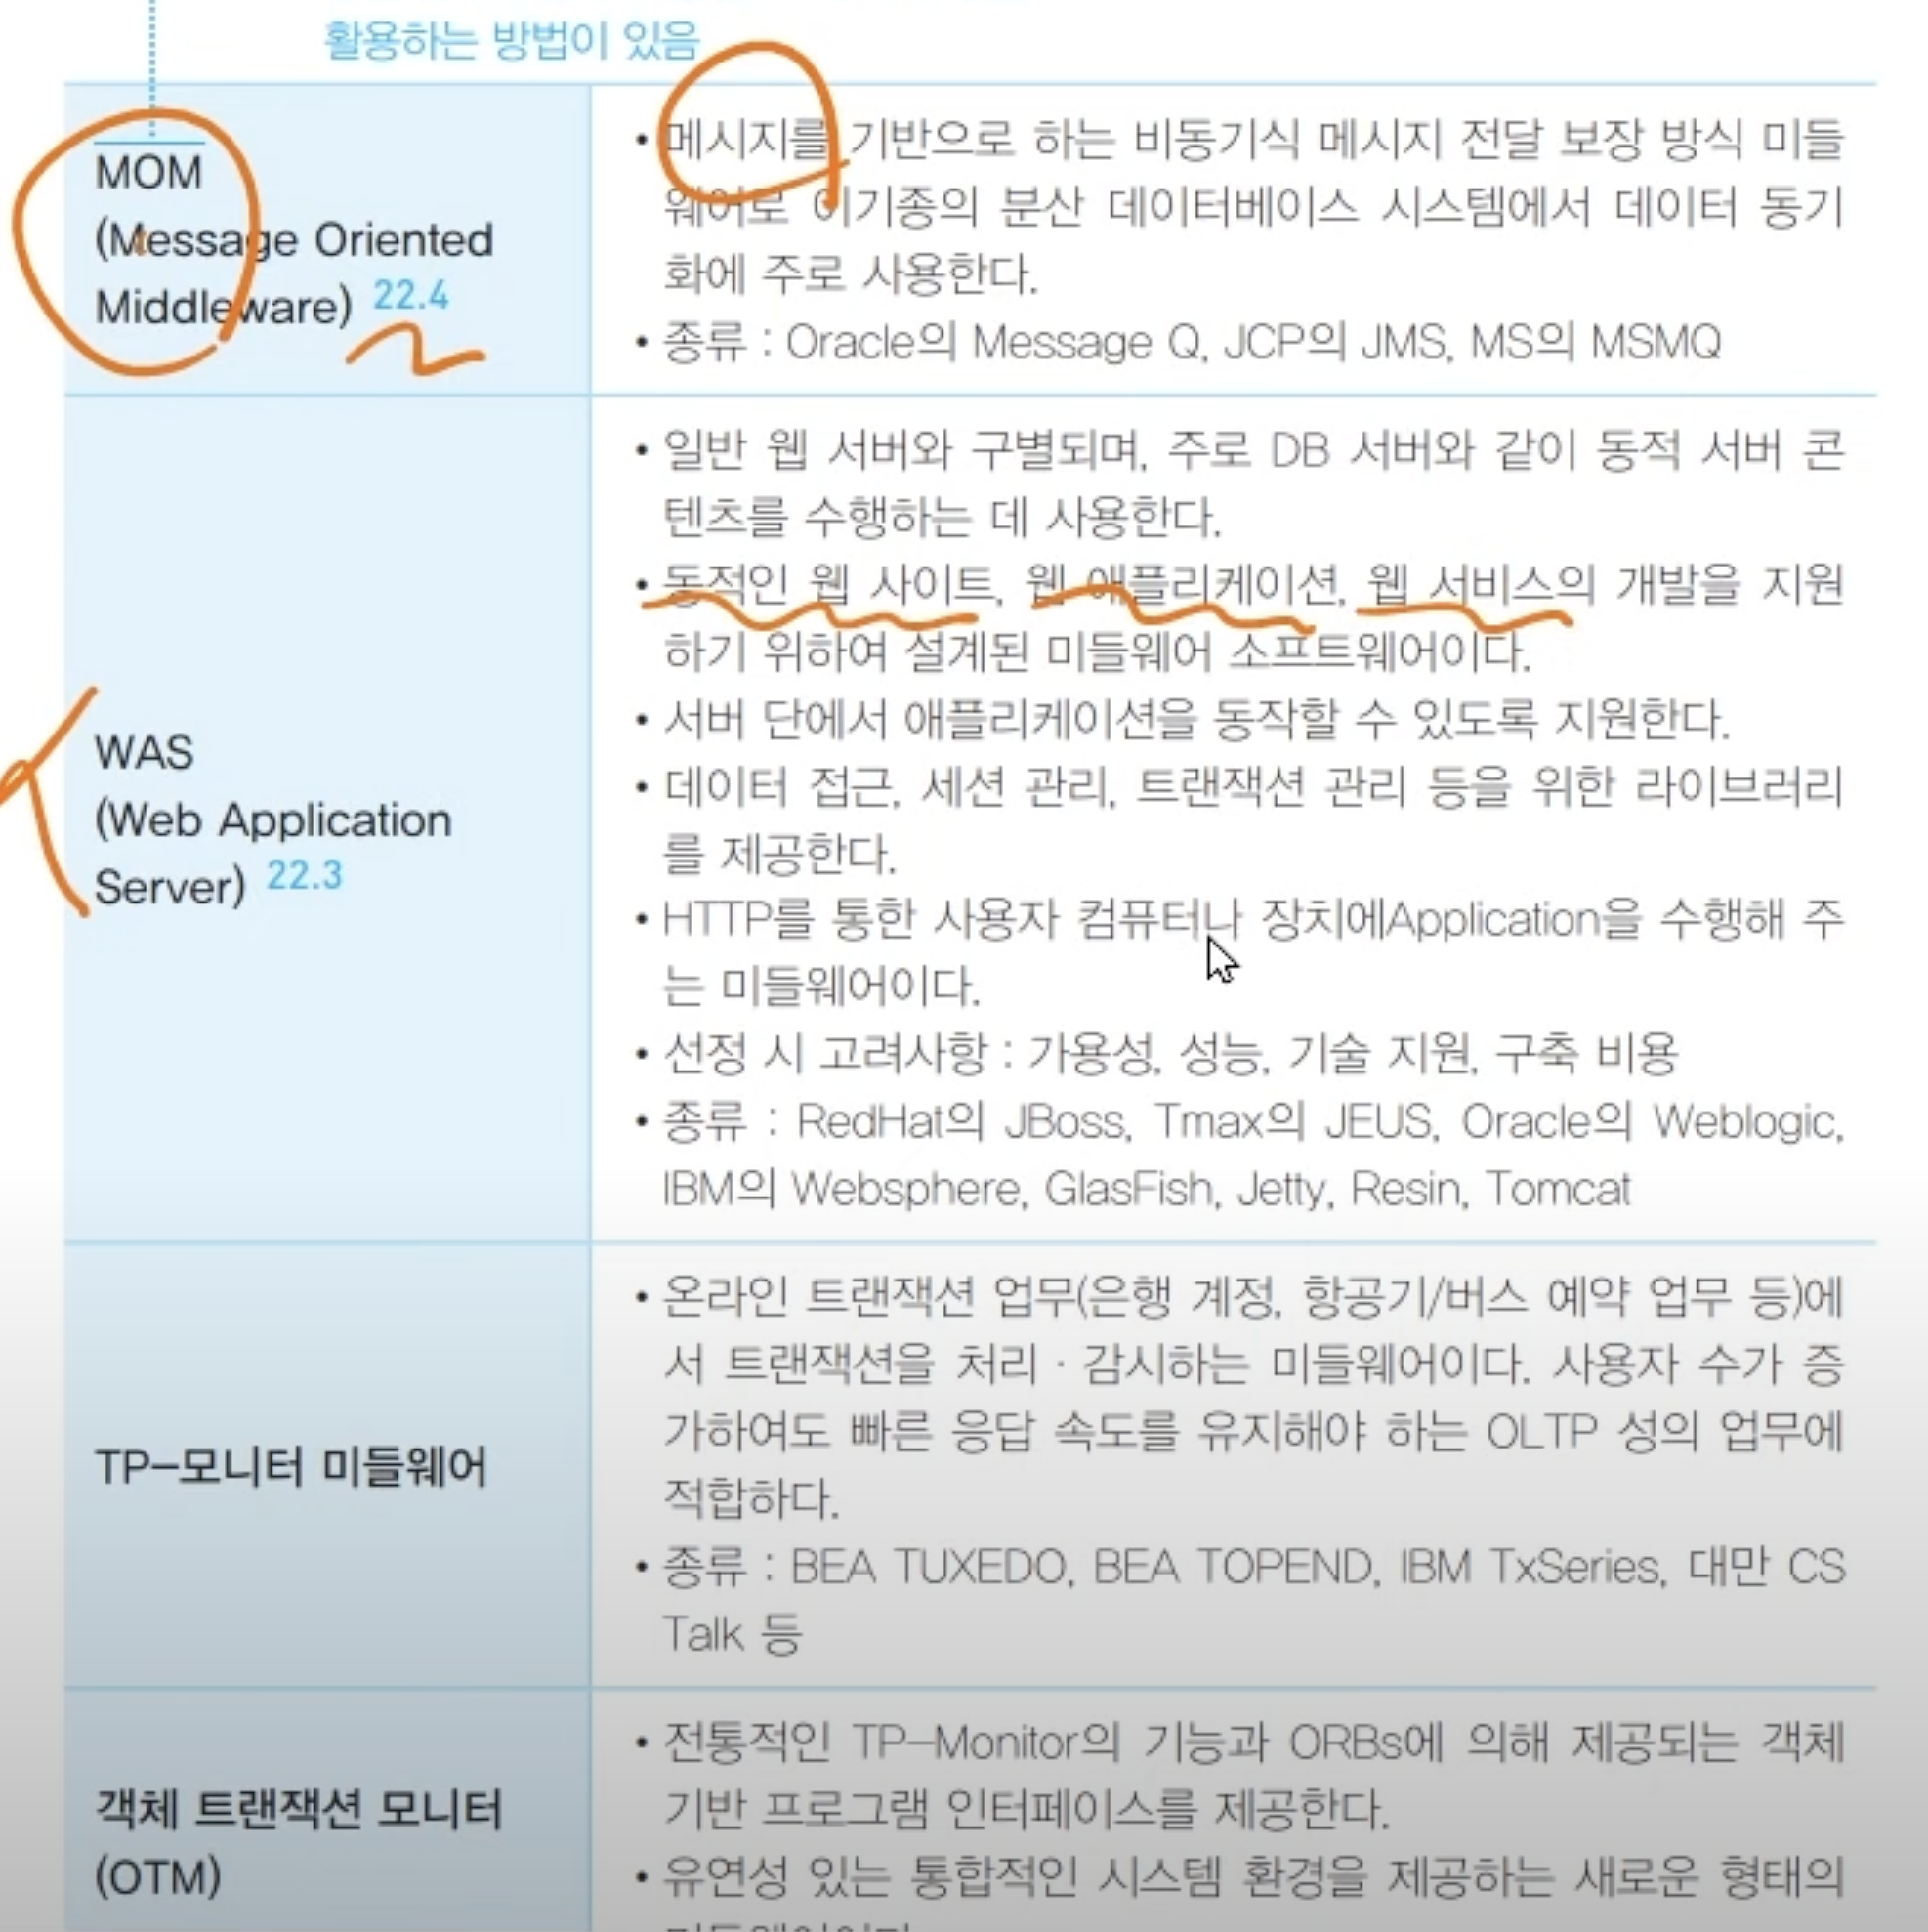 활용하는 방법이 있음
MOM
(Message Oriented
Middleware) 22.4
• 메시지를 기반으로 하는 비동기식 메시지 전달 보장 방식 미들
웨어로 이기종의 분산 데이터베이스 시스템에서 데이터 동기
화에 주로 사용한다.
• 종류 : Oracle의 Message Q, JCP의 JMS, MS의 MSMQ
WAS
(Web Application
Server) 22.3
• 일반 웹 서버와 구별되며, 주로 DB 서버와 같이 동적 서버 콘
텐츠를 수행하는 데 사용한다.
• 동적인 웹 사이트, 웹 애플리케이션, 웹 서비스의 개발을 지원
하기 위하여 설계된 미들웨어 소프트웨어이다.
• 서버 단에서 애플리케이션을 동작할 수 있도록 지원한다.
• 데이터 접근, 세션 관리, 트랜잭션 관리 등을 위한 라이브러리
를 제공한다.
• HTTP를 통한 사용자 컴퓨터나 장치에Application을 수행해 주
는 미들웨어이다.
• 선정 시 고려사항 : 가용성, 성능, 기술 지원, 구축 비용
• 종류 : RedHat의 JBoss, Tmax의 JEUS, Oracle의 Weblogic,
IBM의 Websphere, GlasFish, Jetty, Resin, Tomcat
TP-모니터 미들웨어
• 온라인 트랜잭션 업무(은행 계정, 항공기/버스 예약 업무 등)에
서 트랜잭션을 처리 · 감시하는 미들웨어이다. 사용자 수가 증
가하여도 빠른 응답 속도를 유지해야 하는 OLTP 성의 업무에
적합하다.
• 종류 : BEA TUXEDO, BEA TOPEND, IBM TxSeries, 대만 CS
Talk 등
객체 트랜잭션 모니터
(OTM)
• 전통적인 TP-Monitor의 기능과 ORBs에 의해 제공되는 객체
기반 프로그램 인터페이스를 제공한다.
• 유연성 있는 통합적인 시스템 환경을 제공하는 새로운 형태의